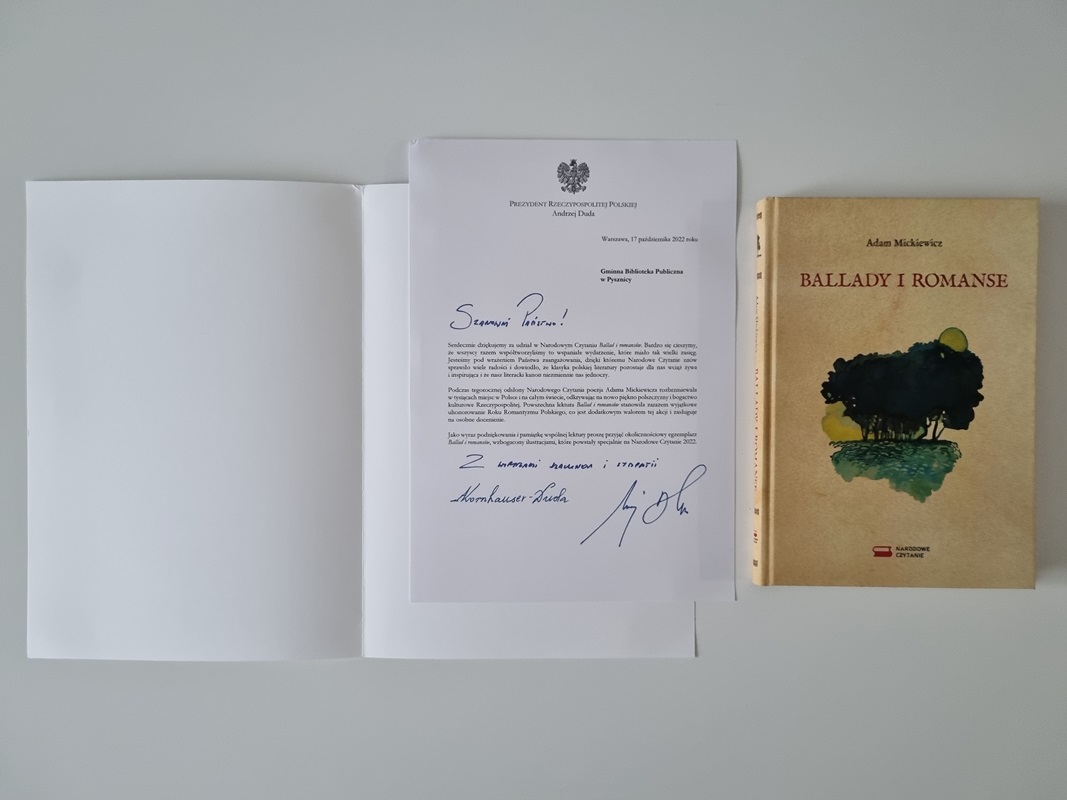 PREZYDENT RZECZYPOSPOLITEJ POLSKIEJ
Andrzej Duda
Warszawa, 17 października 2022 roku
Gminna Biblioteka Publiczna
w Pysznicy
Szanowni Państwo!
Serdecznie dziękujemy za udział w Narodowym Czytaniu Ballad i romansów. Bardzo się cieszymy,
że wszyscy razem współtworzyliśmy to wspaniałe wydarzenie, które miało tak wielki zasięg.
Jesteśmy pod wrażeniem Państwa zaangażowania, dzięki któremu Narodowe Czytanie znów
sprawiło wiele radości i dowiodło, że klasyka polskiej literatury pozostaje dla nas wciąż żywa
i inspirująca i że nasz literacki kanon niezmiennie nas jednoczy.
Podczas tegorocznej odsłony Narodowego Czytania poezja Adama Mickiewicza rozbrzmiewała
w tysiącach miejsc w Polsce i na całym świecie, odkrywając na nowo piękno polszczyzny i bogactwo
kulturowe Rzeczypospolitej. Powszechna lektura Ballad i romansów stanowiła zarazem wyjątkowe
uhonorowanie Roku Romantyzmu Polskiego, co jest dodatkowym walorem tej akcji i zasługuje
na osobne docenienie.
Jako wyraz podziękowania i pamiątkę wspólnej lektury proszę przyjąć okolicznościowy egzemplarz
Ballad i romansów, wzbogacony ilustracjami, które powstały specjalnie na Narodowe Czytanie 2022.
Z wyrazami szacunku i sympatii
Kornhauser-Duda
Adam Mickiewicz
BALLADY I ROMANSE
NARODOWE
CZYTANIE